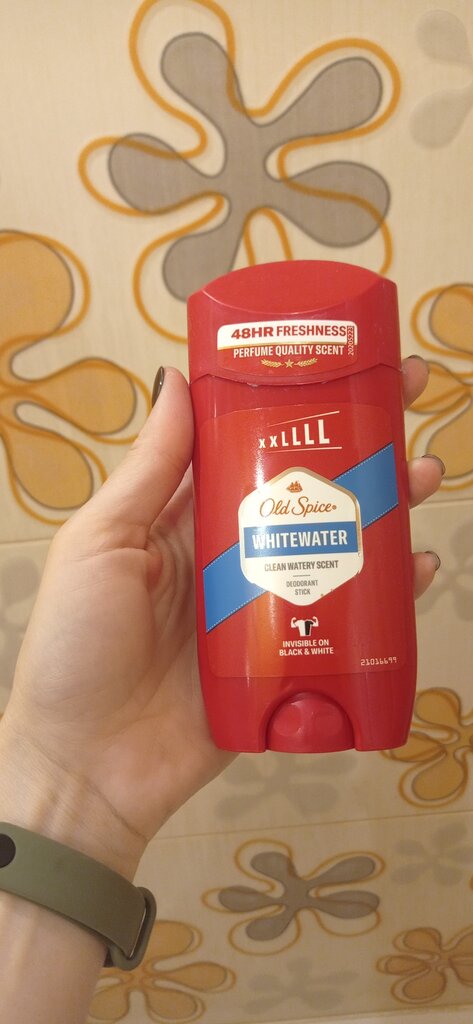 48HR FRESHNESS
PERFUME QUALITY SCENT
XXLLLL
Old Spice®
WHITEWATER
CLEAN WATERY SCENT
DEODORANT
STICK
INVISIBLE ON
BLACK & WHITE
21016699